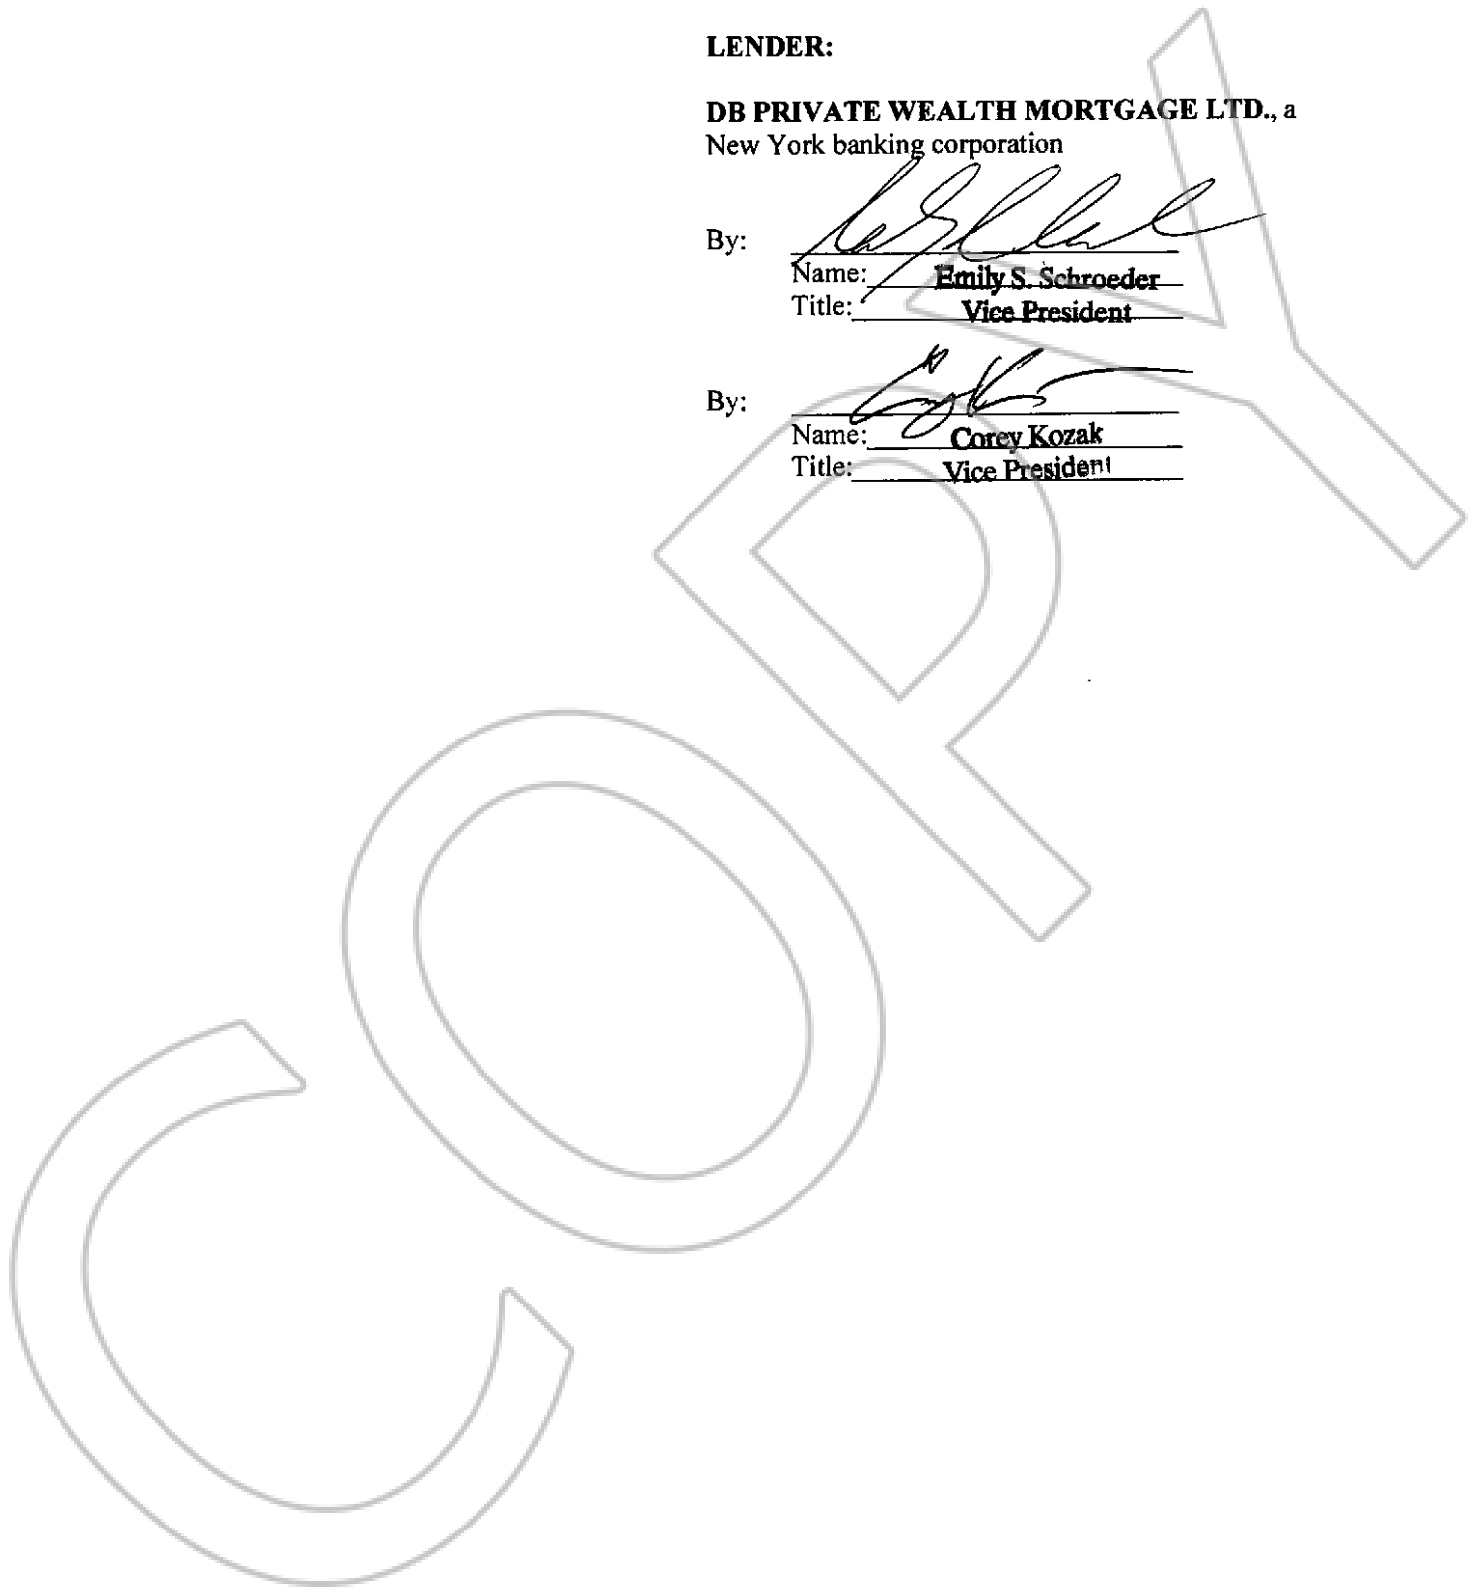 LENDER:
DB PRIVATE WEALTH MORTGAGE LTD., a
New York banking corporation
By:
Name: Emily S. Schroeder
Title: Vice President
By:
Name: Corey Kozak
Title: Vice President
COPY